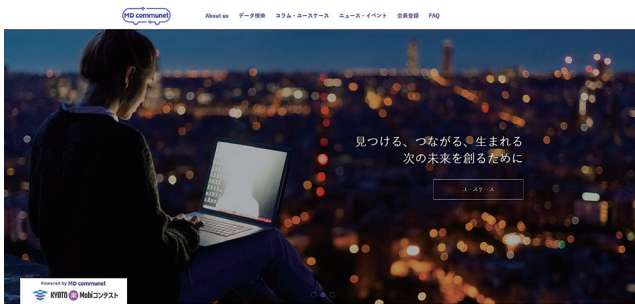 MD communet
About us データ検索 コラム・ユースケース ニュース・イベント 会員登録 FAQ
見つける、つながる、生まれる
次の未来を創るために
ユースケース
Powered by MD communet
KYOTO 楽 Mobiコンテスト